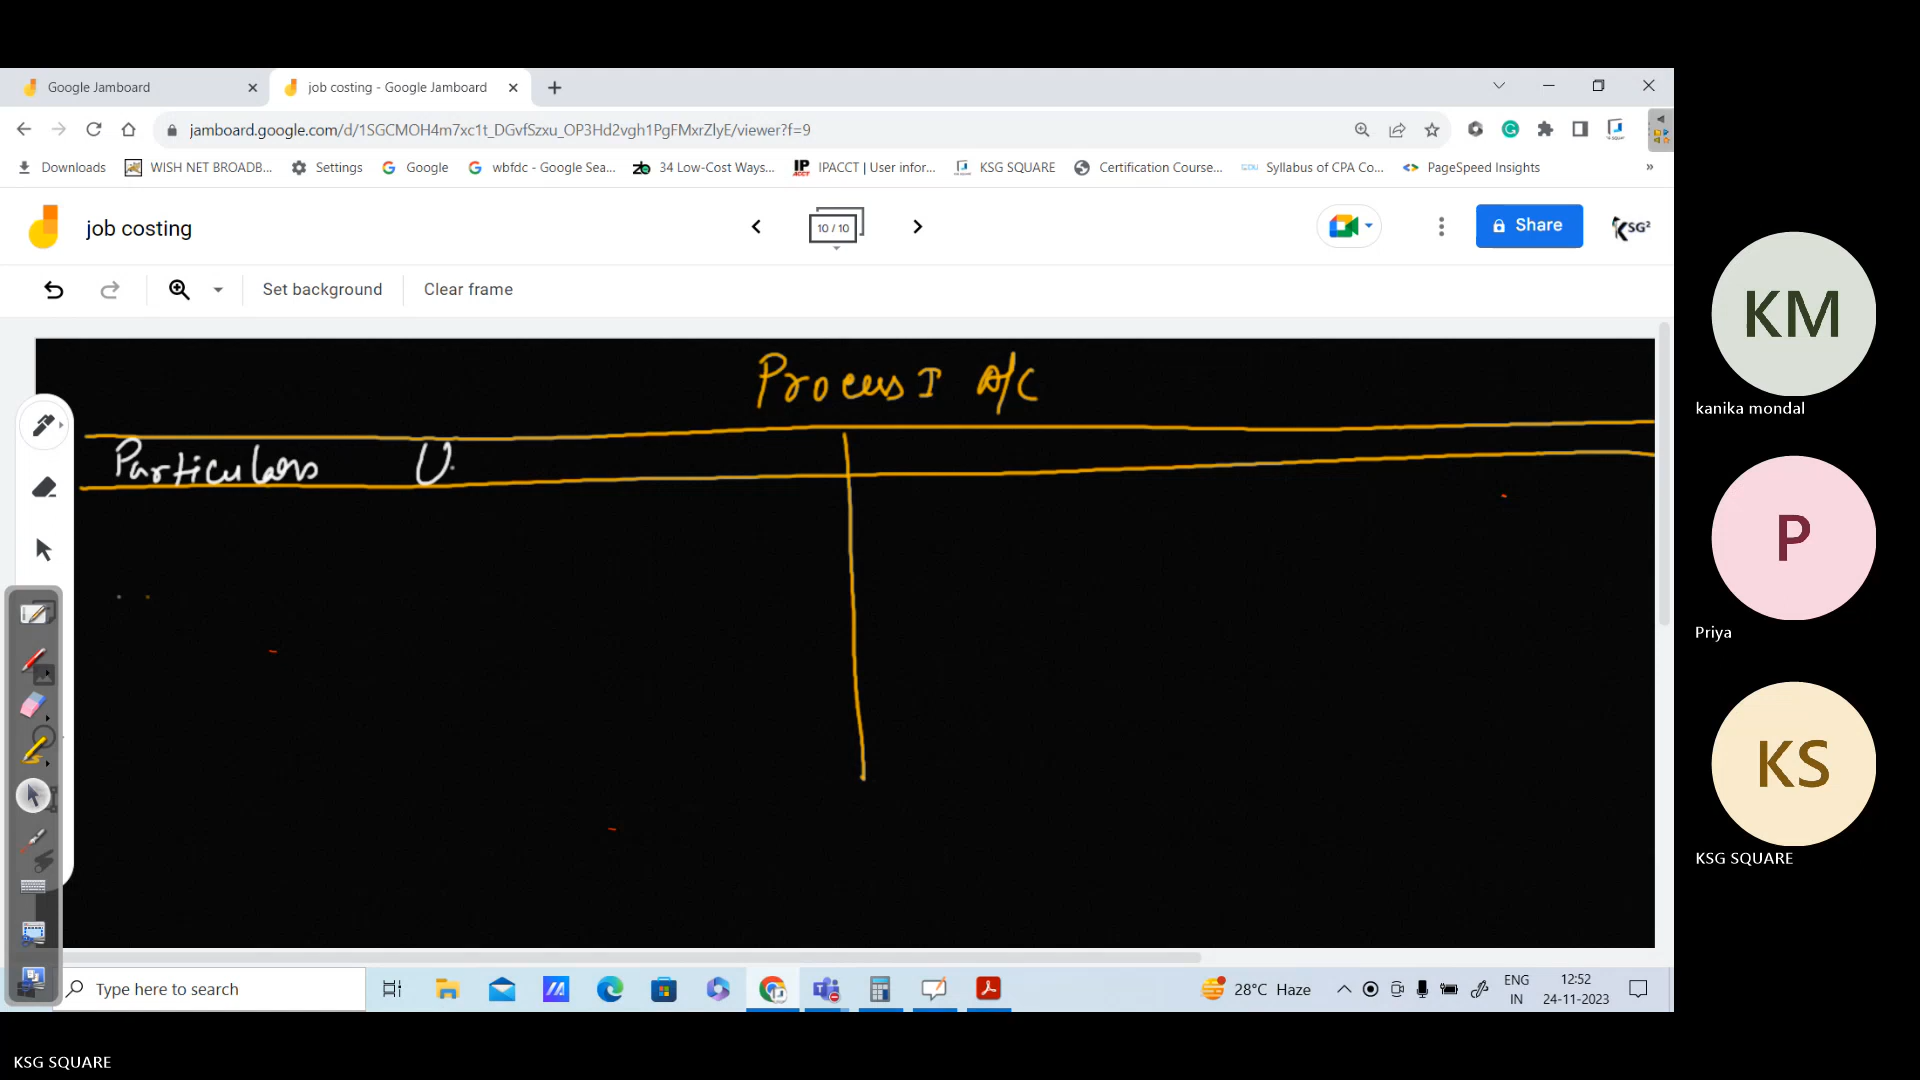 Google Jamboard
job costing - Google Jamboard
jamboard.google.com/d/1SGCMOH4m7xc1t_DGvfSzxu_OP3Hd2vgh1PgFMxrZlyE/viewer?f=9
Downloads WISH NET BROADB... Settings Google wbfdc - Google Sea... 34 Low-Cost Ways... IPACCT | User infor... KSG SQUARE Certification Course... Syllabus of CPA Co... PageSpeed Insights »
job costing 10 / 10 Share KSG²
Set background Clear frame
Process I A/C
Particulars U.
KM
kanika mondal
P
Priya
KS
KSG SQUARE
Type here to search 28°C Haze ENG 12:52
IN 24-11-2023
KSG SQUARE